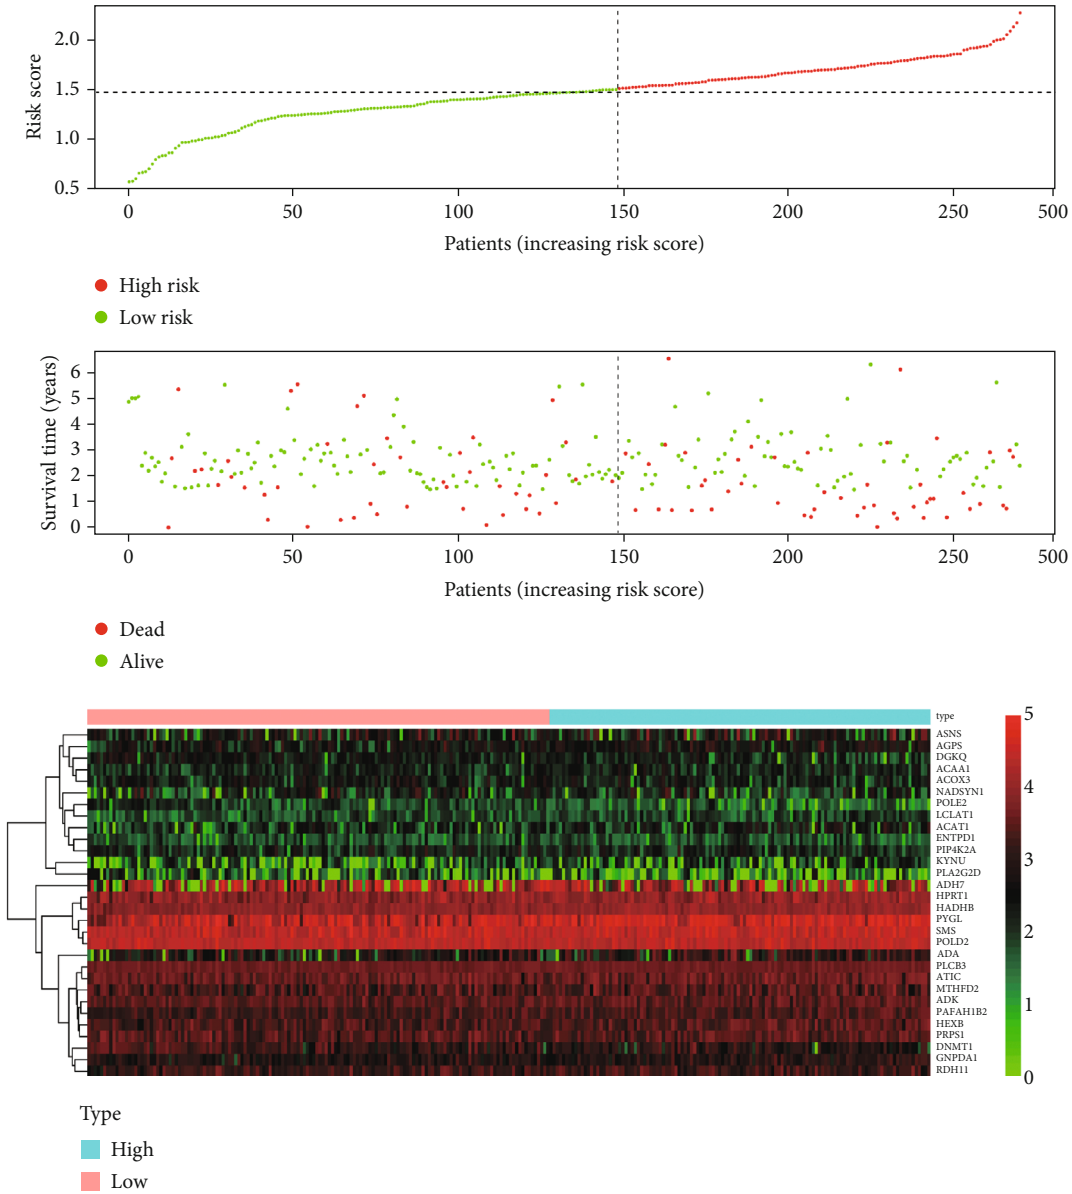 2.0
1.5
1.0
0.5
Risk score
0 50 100 150 200 250 500
Patients (increasing risk score)
High risk
Low risk
6
5
4
3
2
1
0
Survival time (years)
0 50 100 150 200 250 500
Patients (increasing risk score)
Dead
Alive
type
ASNS
AGPS
DGKQ
ACAA1
ACOX3
NADSYN1
POLE2
LCLAT1
ACAT1
ENTPD1
PIP4K2A
KYNU
PLA2G2D
ADH7
HPRT1
HADHB
PYGL
SMS
POLD2
ADA
PLCB3
ATIC
MTHFD2
ADK
PAFAH1B2
HEXB
PRPS1
DNMT1
GNPDA1
RDH11
5
4
3
2
1
0
Type
High
Low